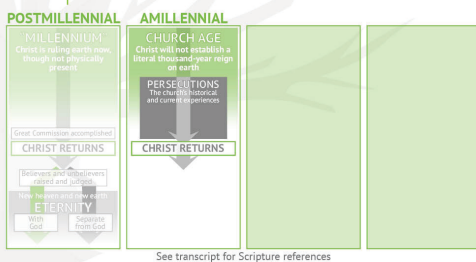 POSTMILLENNIAL
MILLENNIUM
Christ is ruling earth now,
though not physically
present
Great Commission accomplished
CHRIST RETURNS
Believers and unbelievers
raised and judged
New heaven and new earth
ETERNITY
With
God
Separate
from God
AMILLENNIAL
CHURCH AGE
Christ will not establish a
literal thousand-year reign
on earth
PERSECUTIONS
The church's historical
and current experiences
CHRIST RETURNS
See transcript for Scripture references